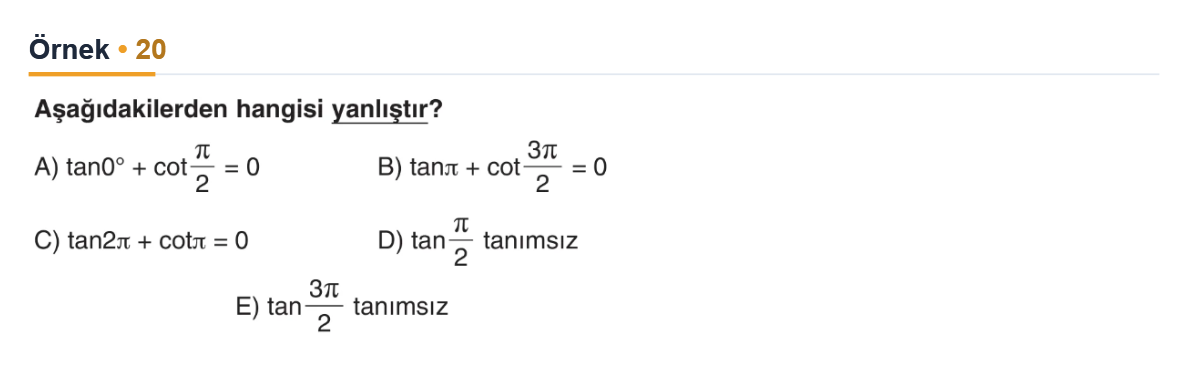 Örnek • 20
Aşağıdakilerden hangisi yanlıştır?
A) tan0° + cot π/2 = 0 B) tanπ + cot 3π/2 = 0
C) tan2π + cotπ = 0 D) tan π/2 tanımsız
E) tan 3π/2 tanımsız